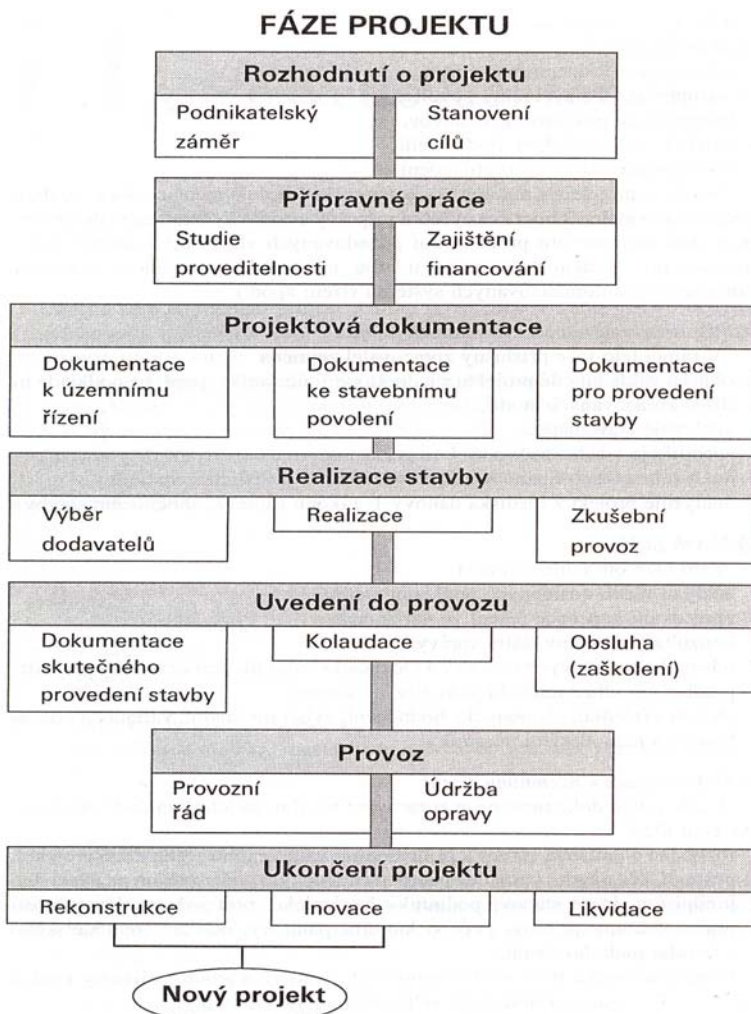 FÁZE PROJEKTU
Rozhodnutí o projektu
Podnikatelský
záměr
Stanovení
cílů
Přípravné práce
Studie
proveditelnosti
Zajištění
financování
Projektová dokumentace
Dokumentace
k územnímu
řízení
Dokumentace
ke stavebnímu
povolení
Dokumentace
pro provedení
stavby
Realizace stavby
Výběr
dodavatelů
Realizace
Zkušební
provoz
Uvedení do provozu
Dokumentace
skutečného
provedení stavby
Kolaudace
Obsluha
(zaškolení)
Provoz
Provozní
řád
Údržba
opravy
Ukončení projektu
Rekonstrukce
Inovace
Likvidace
Nový projekt